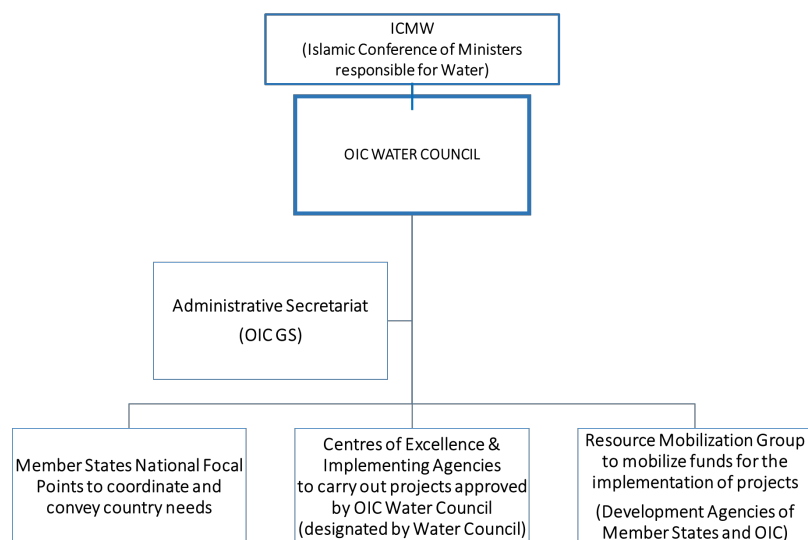 ICMW
(Islamic Conference of Ministers
responsible for Water)
OIC WATER COUNCIL
Administrative Secretariat
(OIC GS)
Member States National Focal
Points to coordinate and
convey country needs
Centres of Excellence &
Implementing Agencies
to carry out projects approved
by OIC Water Council
(designated by Water Council)
Resource Mobilization Group
to mobilize funds for the
implementation of projects
(Development Agencies of
Member States and OIC)